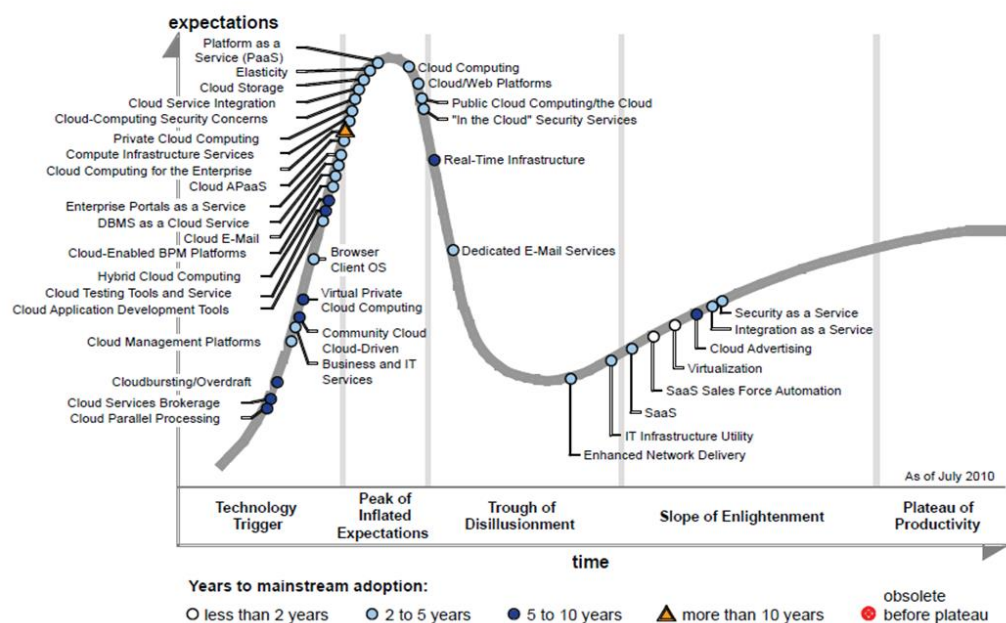 expectations
Platform as a
Service (PaaS)
Elasticity
Cloud Storage
Cloud Service Integration
Cloud-Computing Security Concerns
Private Cloud Computing
Compute Infrastructure Services
Cloud Computing for the Enterprise
Cloud APaaS
Enterprise Portals as a Service
DBMS as a Cloud Service
Cloud E-Mail
Cloud-Enabled BPM Platforms
Hybrid Cloud Computing
Cloud Testing Tools and Service
Cloud Application Development Tools
Cloud Management Platforms
Cloudbursting/Overdraft
Cloud Services Brokerage
Cloud Parallel Processing
Browser
Client OS
Virtual Private
Cloud Computing
Community Cloud
Cloud-Driven
Business and IT
Services
Cloud Computing
Cloud/Web Platforms
Public Cloud Computing/the Cloud
"In the Cloud" Security Services
Real-Time Infrastructure
Dedicated E-Mail Services
Security as a Service
Integration as a Service
Cloud Advertising
Virtualization
SaaS Sales Force Automation
SaaS
IT Infrastructure Utility
Enhanced Network Delivery
As of July 2010
Technology
Trigger
Peak of
Inflated
Expectations
Trough of
Disillusionment
Slope of Enlightenment
Plateau of
Productivity
time
Years to mainstream adoption:
less than 2 years
2 to 5 years
5 to 10 years
more than 10 years
obsolete
before plateau